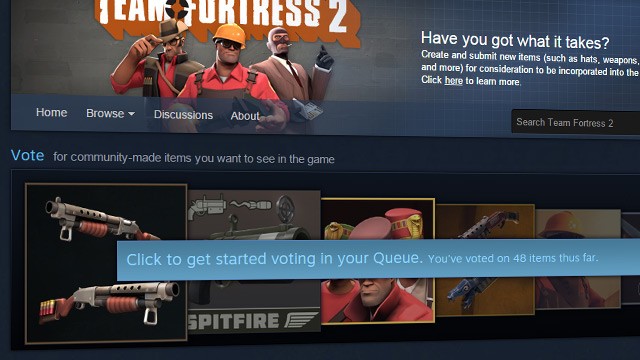 TEAM FORTRESS 2
Have you got what it takes?
Create and submit new items (such as hats, weapons,
and more) for consideration to be incorporated into the
Click here to learn more.
Home Browse Discussions About
Search Team Fortress 2
Vote for community-made items you want to see in the game
Click to get started voting in your Queue. You've voted on 48 items thus far.
SPITFIRE